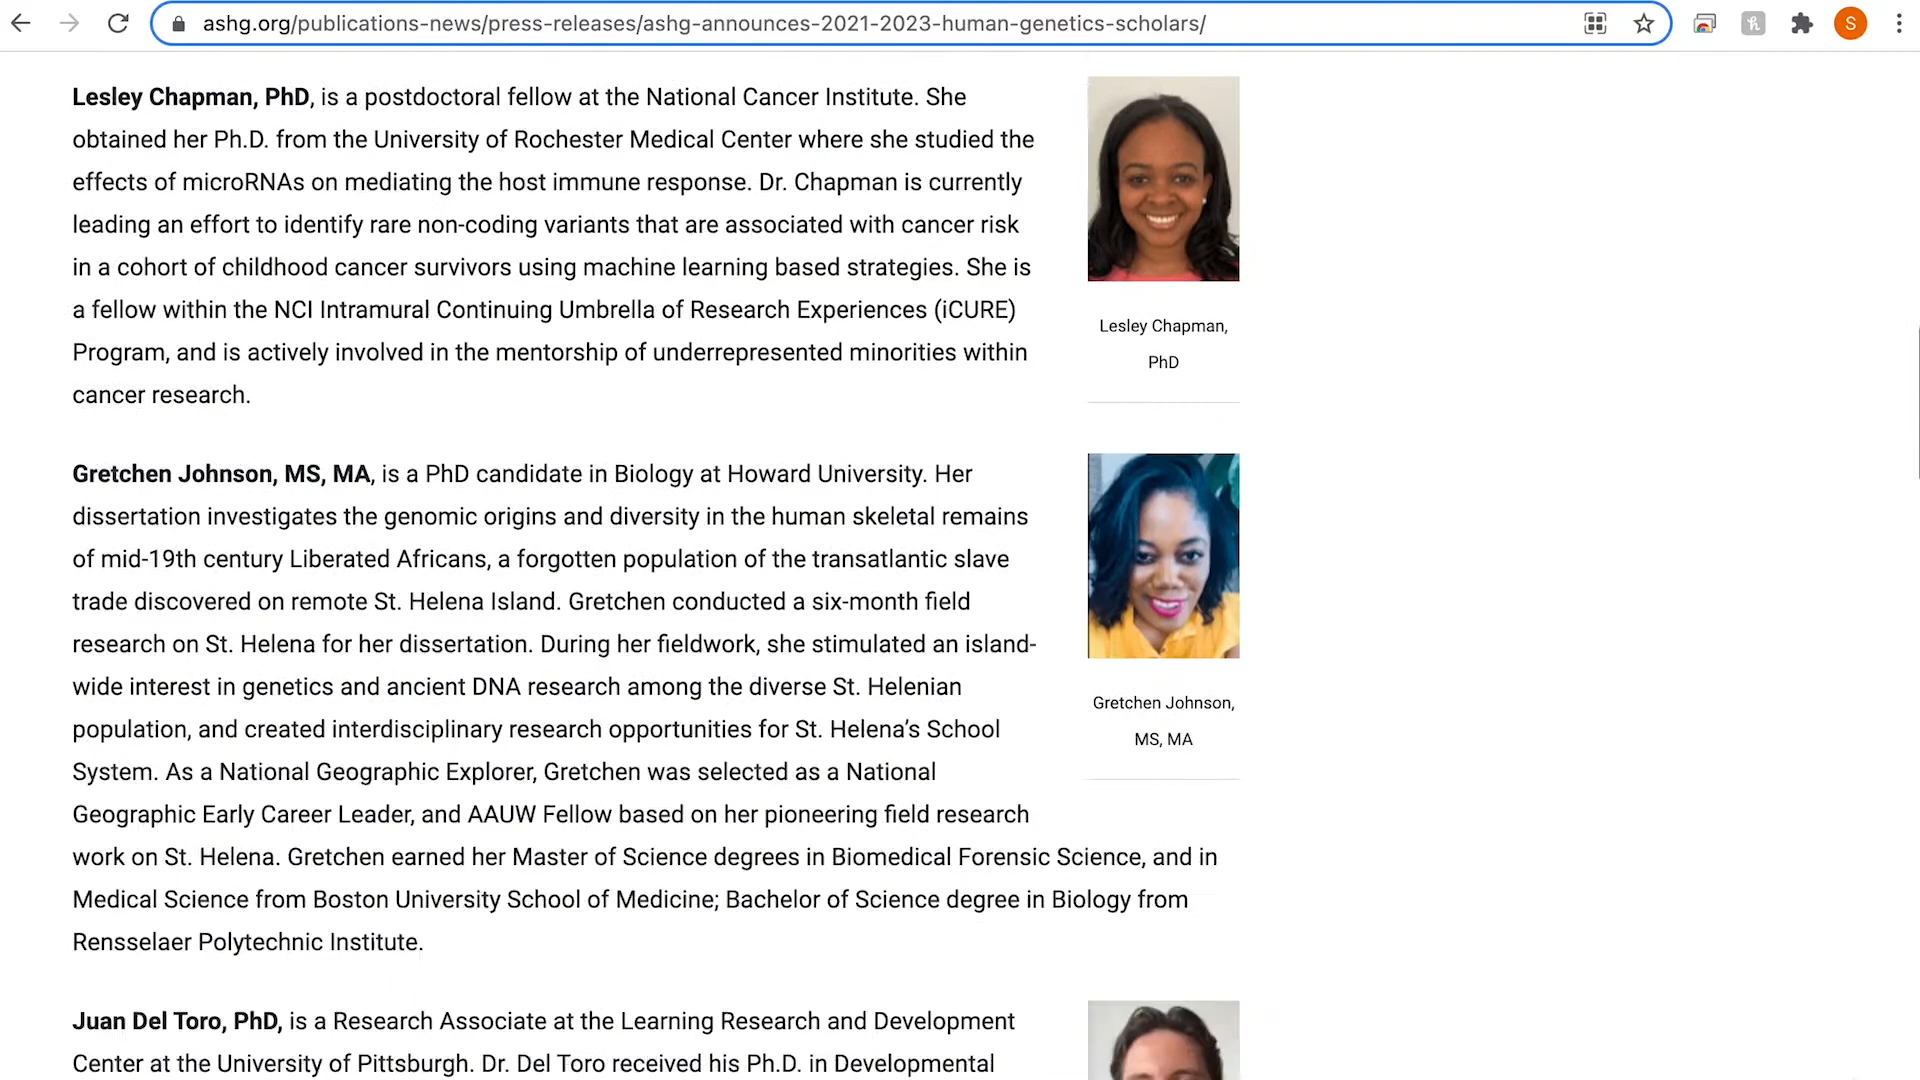 ashg.org/publications-news/press-releases/ashg-announces-2021-2023-human-genetics-scholars/
S
Lesley Chapman, PhD, is a postdoctoral fellow at the National Cancer Institute. She
obtained her Ph.D. from the University of Rochester Medical Center where she studied the
effects of microRNAs on mediating the host immune response. Dr. Chapman is currently
leading an effort to identify rare non-coding variants that are associated with cancer risk
in a cohort of childhood cancer survivors using machine learning based strategies. She is
a fellow within the NCI Intramural Continuing Umbrella of Research Experiences (iCURE)
Program, and is actively involved in the mentorship of underrepresented minorities within
cancer research.
Lesley Chapman,
PhD
Gretchen Johnson, MS, MA, is a PhD candidate in Biology at Howard University. Her
dissertation investigates the genomic origins and diversity in the human skeletal remains
of mid-19th century Liberated Africans, a forgotten population of the transatlantic slave
trade discovered on remote St. Helena Island. Gretchen conducted a six-month field
research on St. Helena for her dissertation. During her fieldwork, she stimulated an island-
wide interest in genetics and ancient DNA research among the diverse St. Helenian
population, and created interdisciplinary research opportunities for St. Helena’s School
System. As a National Geographic Explorer, Gretchen was selected as a National
Geographic Early Career Leader, and AAUW Fellow based on her pioneering field research
work on St. Helena. Gretchen earned her Master of Science degrees in Biomedical Forensic Science, and in
Medical Science from Boston University School of Medicine; Bachelor of Science degree in Biology from
Rensselaer Polytechnic Institute.
Gretchen Johnson,
MS, MA
Juan Del Toro, PhD, is a Research Associate at the Learning Research and Development
Center at the University of Pittsburgh. Dr. Del Toro received his Ph.D. in Developmental